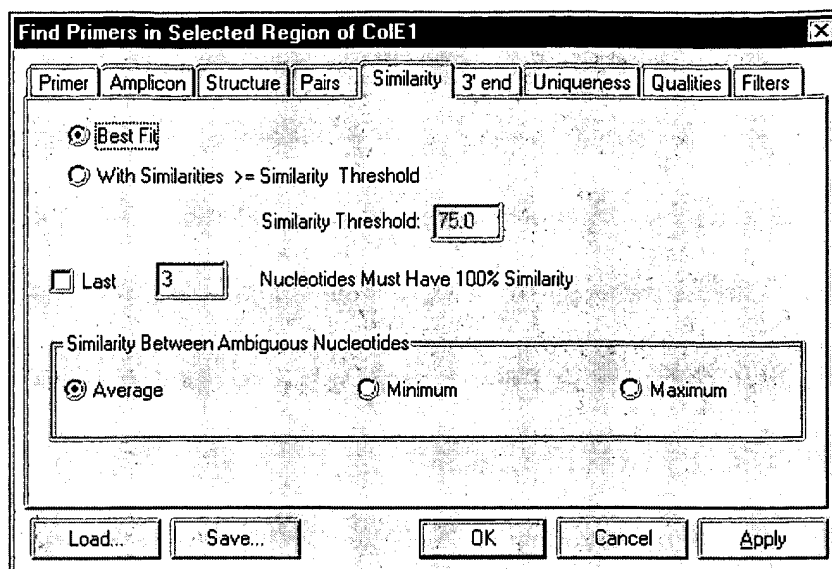 Find Primers in Selected Region of ColE1
Primer Amplicon Structure Pairs Similarity 3' end Uniqueness Qualities Filters
Best Fit
With Similarities >= Similarity Threshold
Similarity Threshold: 75.0
Last 3 Nucleotides Must Have 100% Similarity
Similarity Between Ambiguous Nucleotides
Average Minimum Maximum
Load... Save... OK Cancel Apply